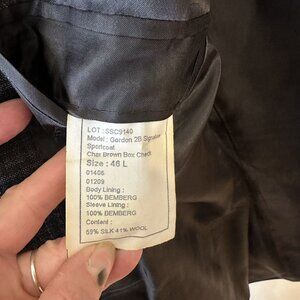 LOT : SSC9140
Model : Gordon 2B Signature
Sportcoat
Char Brown Box Check
Size : 46 L
01405
01209
Body Lining :
100% BEMBERG
Sleeve Lining :
100% BEMBERG
Content :
59% SILK 41% WOOL